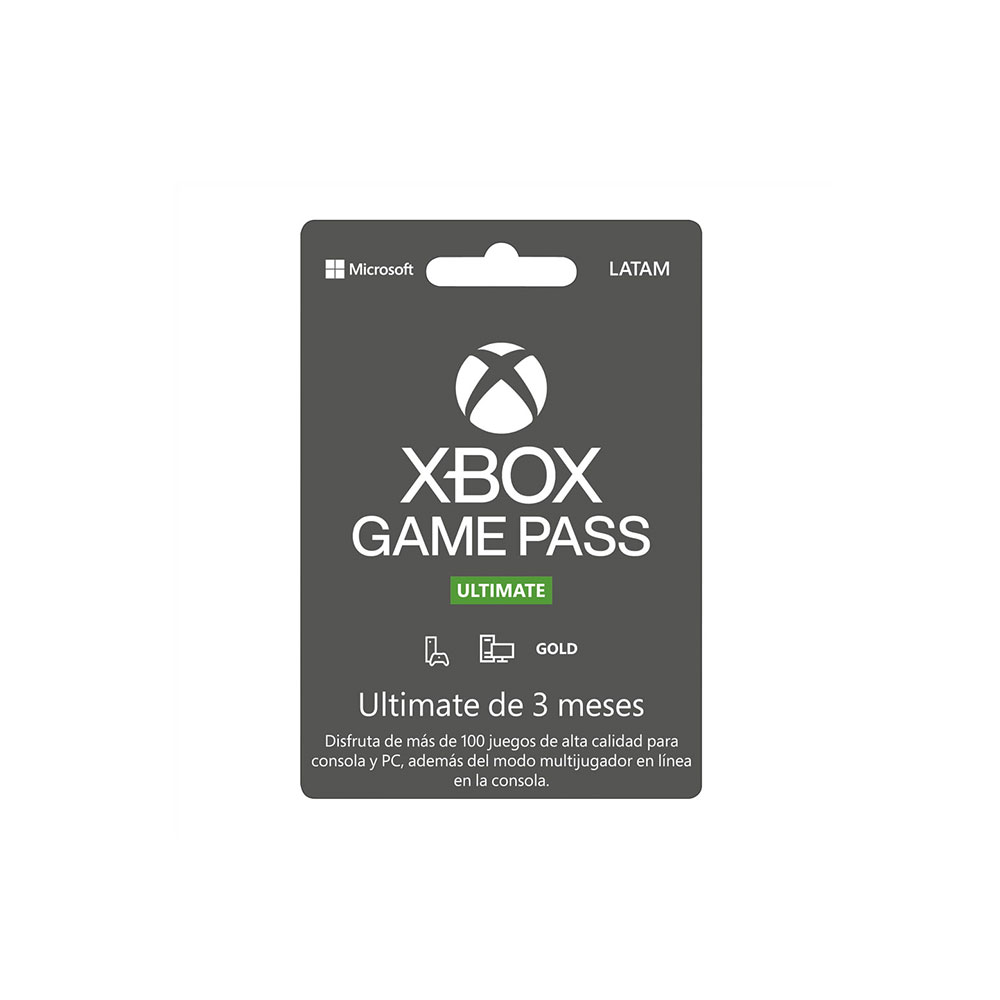 Microsoft
LATAM
XBOX
GAME PASS
ULTIMATE
GOLD
Ultimate de 3 meses
Disfruta de más de 100 juegos de alta calidad para
consola y PC, además del modo multijugador en línea
en la consola.